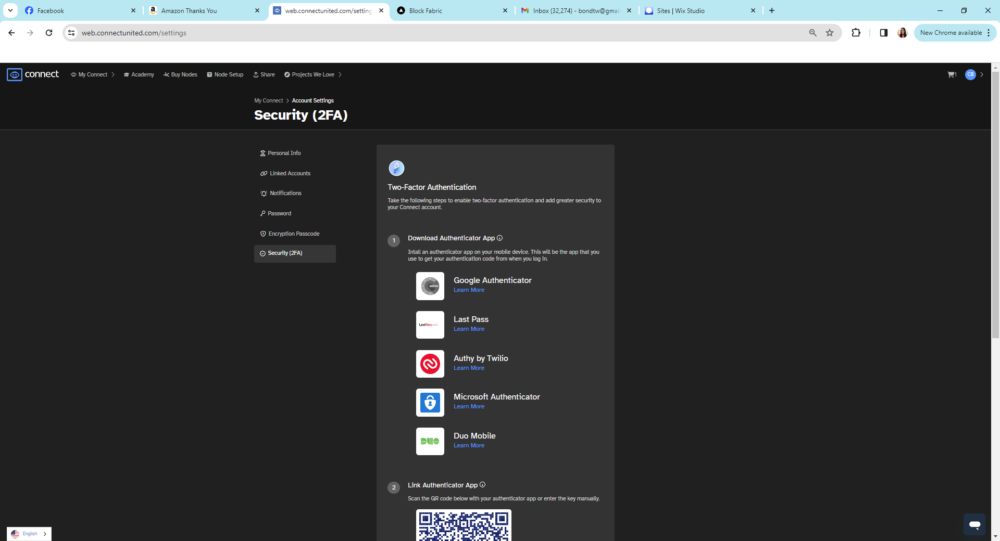 Facebook
Amazon Thanks You
web.connectunited.com/setting
Block Fabric
Inbox (32,274) - bondtw@gmai
Sites | Wix Studio
web.connectunited.com/settings
New Chrome available
connect
My Connect
Academy
Buy Nodes
Node Setup
Share
Projects We Love
1
CB
My Connect > Account Settings
Security (2FA)
Personal Info
Linked Accounts
Notifications
Password
Encryption Passcode
Security (2FA)
Two-Factor Authentication
Take the following steps to enable two-factor authentication and add greater security to
your Connect account.
1
Download Authenticator App
Intall an authenticator app on your mobile device. This will be the app that you
use to get your authentication code from when you log in.
Google Authenticator
Learn More
LastPass
Last Pass
Learn More
Authy by Twilio
Learn More
Microsoft Authenticator
Learn More
DUO
Duo Mobile
Learn More
2
Link Authenticator App
Scan the QR code below with your authenticator app or enter the key manually.
English